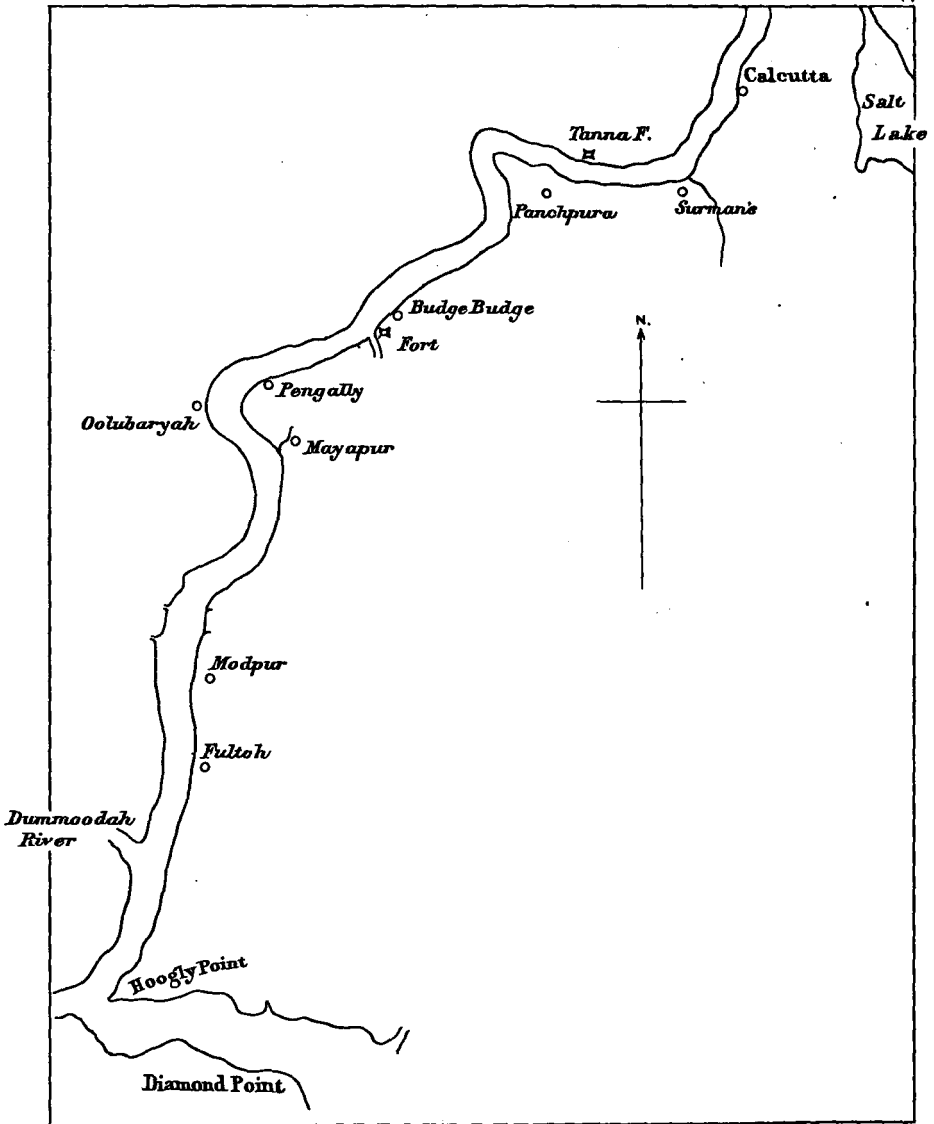 Calcutta
Salt
Lake
Tanna F.
Panchpura
Surman's
Budge Budge
Fort
N.
Pengally
Oolubaryah
Mayapur
Modpur
Fultoh
Dummoodah
River
Hoogly Point
Diamond Point